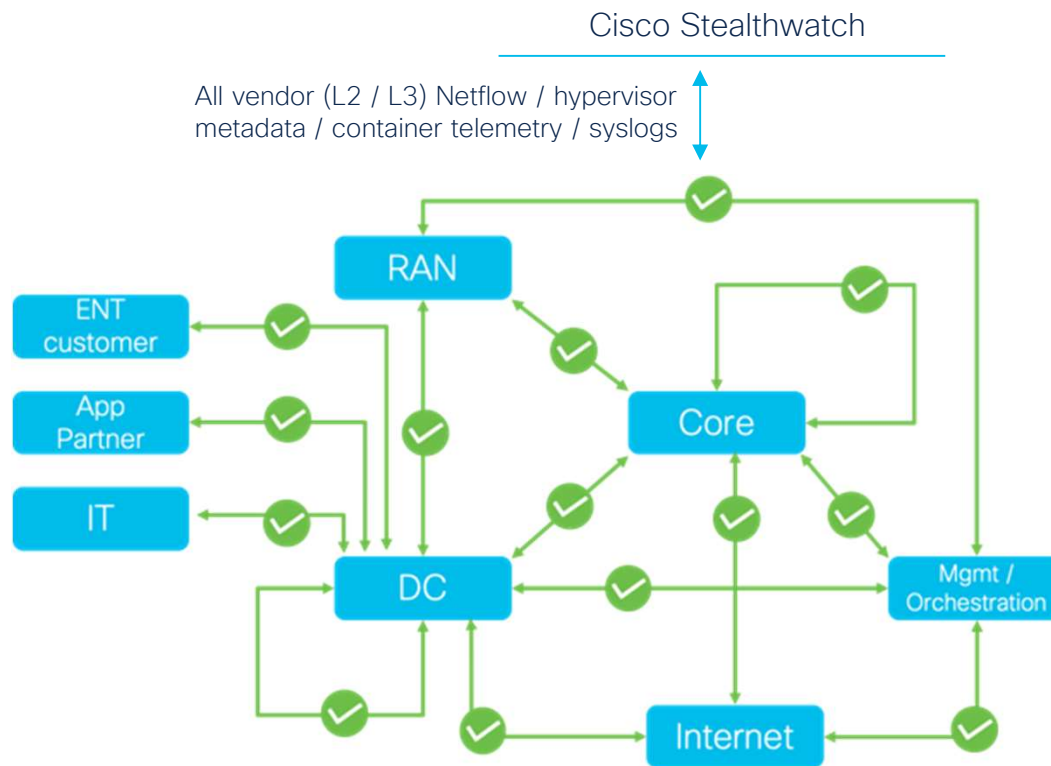 Cisco Stealthwatch
All vendor (L2 / L3) Netflow / hypervisor
metadata / container telemetry / syslogs
RAN
ENT
customer
App
Partner
Core
IT
DC
Mgmt /
Orchestration
Internet